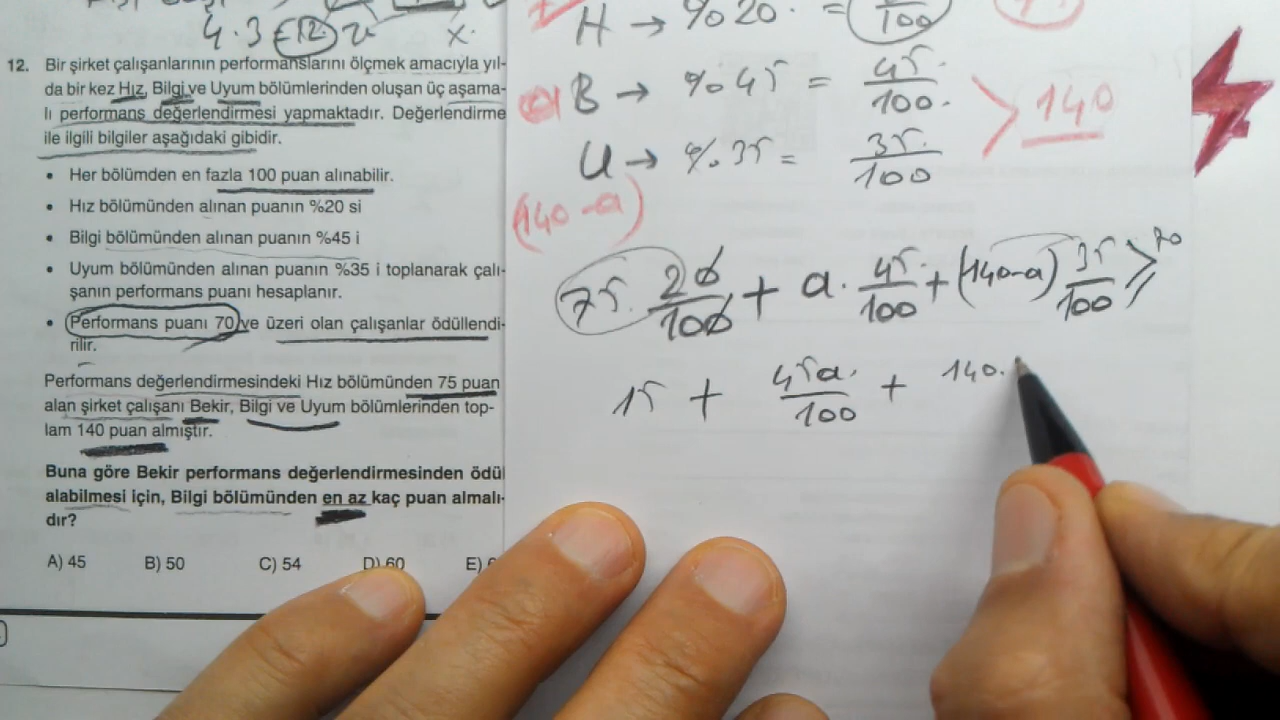 4.3 = 12
x.
12. Bir şirket çalışanlarının performanslarını ölçmek amacıyla yıl-
da bir kez Hız, Bilgi ve Uyum bölümlerinden oluşan üç aşama-
lı performans değerlendirmesi yapmaktadır. Değerlendirme
ile ilgili bilgiler aşağıdaki gibidir.
• Her bölümden en fazla 100 puan alınabilir.
• Hız bölümünden alınan puanın %20 si
• Bilgi bölümünden alınan puanın %45 i
• Uyum bölümünden alınan puanın %35 i toplanarak çalı-
şanın performans puanı hesaplanır.
• Performans puanı 70 ve üzeri olan çalışanlar ödüllendi-
rilir.
Performans değerlendirmesindeki Hız bölümünden 75 puan
alan şirket çalışanı Bekir, Bilgi ve Uyum bölümlerinden top-
lam 140 puan almıştır.
Buna göre Bekir performans değerlendirmesinden ödül
alabilmesi için, Bilgi bölümünden en az kaç puan almalı-
dır?
A) 45 B) 50 C) 54 D) 60 E)
H → %20 = /100
a B → %45 = 45/100
> 140
U → %35 = 35/100
(140-a)
75. 20/100 + a. 45/100 + (140-a) 35/100 ≥ 70
15 + 45a/100 + 140.